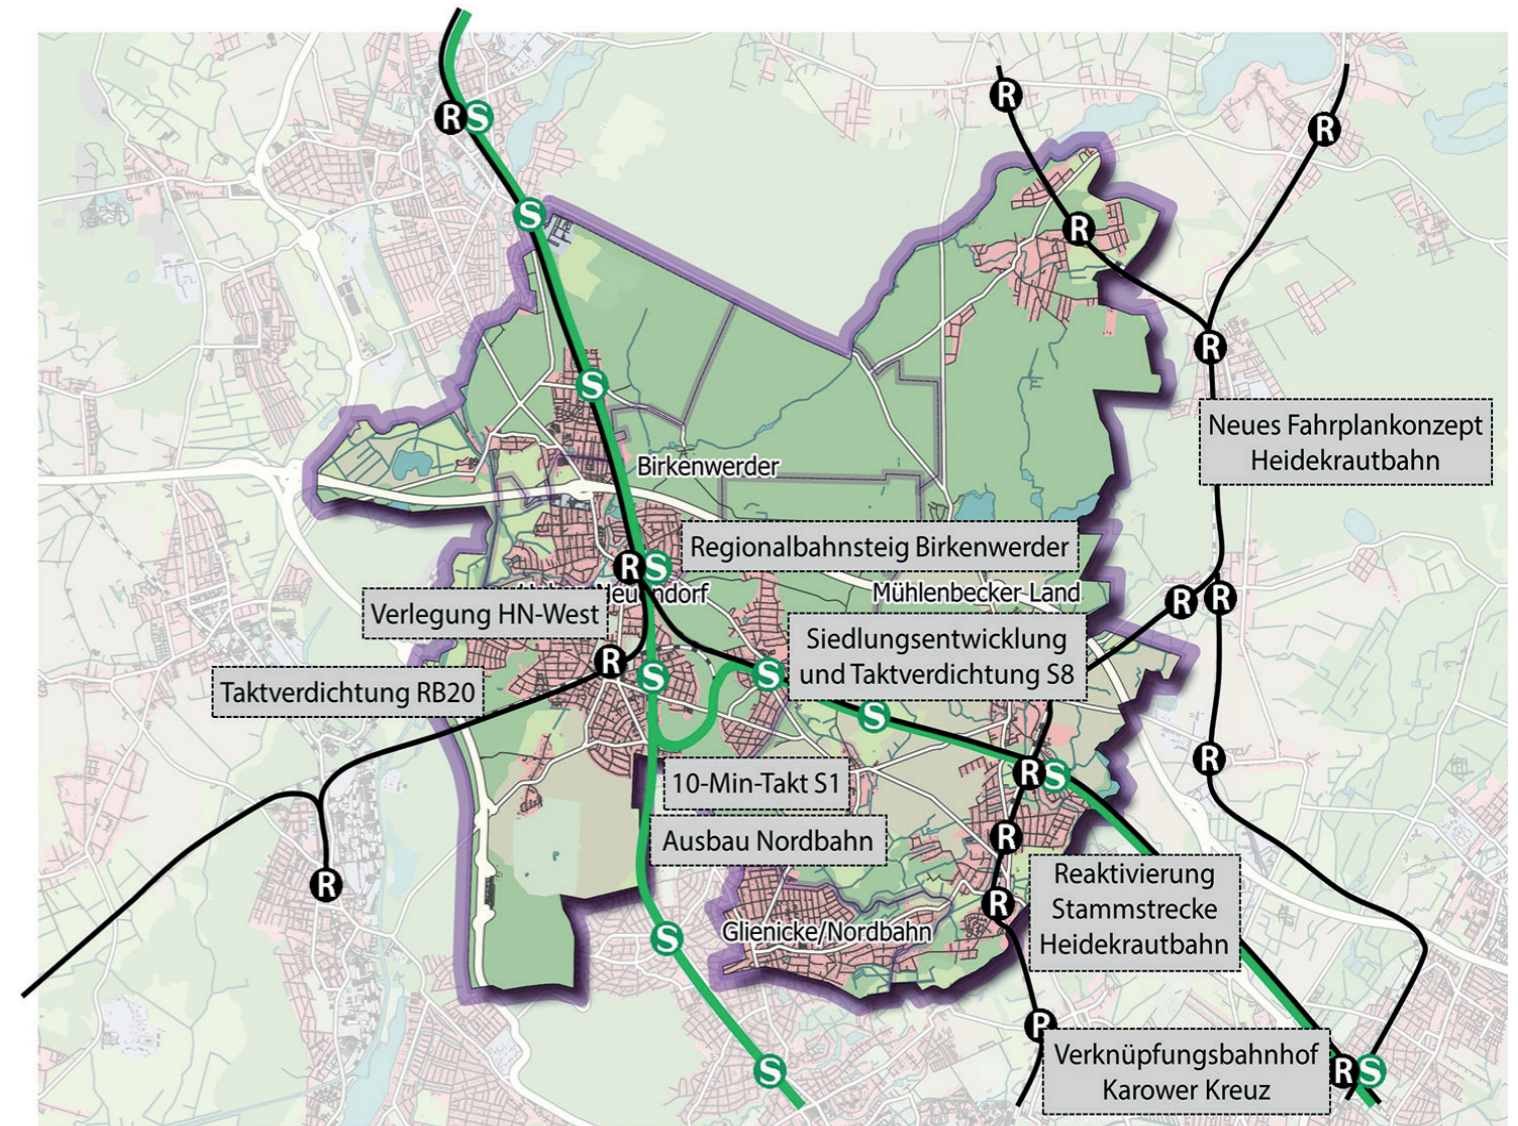 R S
R
R
S
R
R
S
Neues Fahrplankonzept
Heidekrautbahn
Birkenwerder
Regionalbahnsteig Birkenwerder
R S
Neuendorf
Mühlenbecker Land
R R
Verlegung HN-West
Siedlungsentwicklung
und Taktverdichtung S8
R
S
S
Taktverdichtung RB20
S
R
R S
10-Min-Takt S1
Ausbau Nordbahn
R
Reaktivierung
Stammstrecke
Heidekrautbahn
R
R
Glienicke/Nordbahn
S
Verknüpfungsbahnhof
Karower Kreuz
S
R S